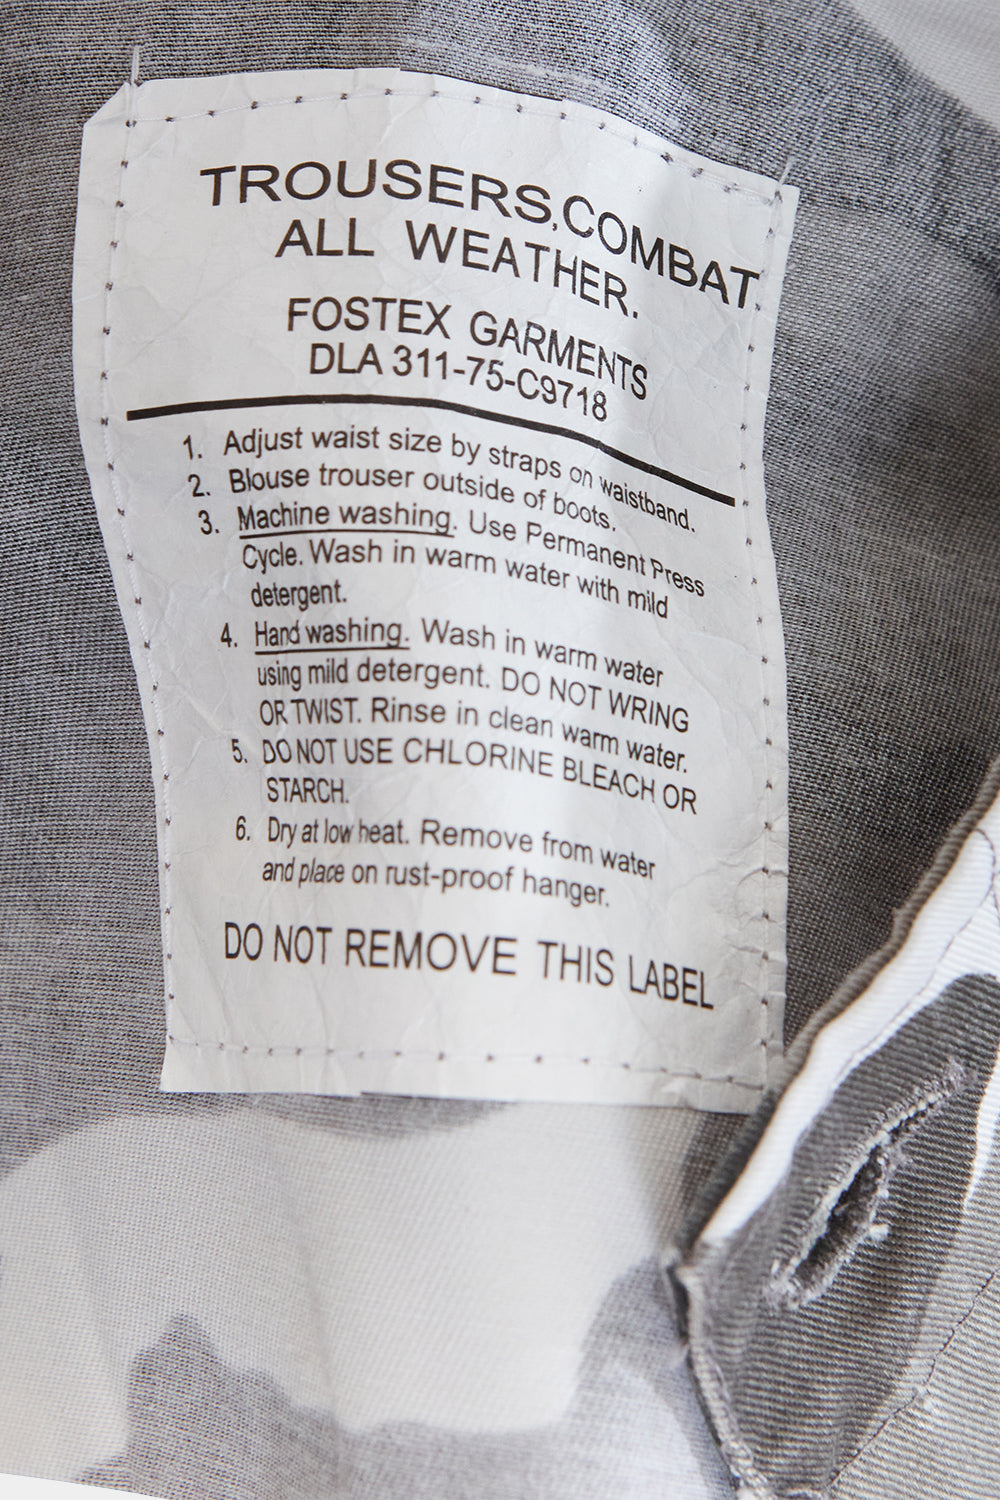 TROUSERS,COMBAT
ALL WEATHER.
FOSTEX GARMENTS
DLA 311-75-C9718
1. Adjust waist size by straps on waistband.
2. Blouse trouser outside of boots.
3. Machine washing. Use Permanent Press
Cycle. Wash in warm water with mild
detergent.
4. Hand washing. Wash in warm water
using mild detergent. DO NOT WRING
OR TWIST. Rinse in clean warm water.
5. DO NOT USE CHLORINE BLEACH OR
STARCH.
6. Dry at low heat. Remove from water
and place on rust-proof hanger.
DO NOT REMOVE THIS LABEL